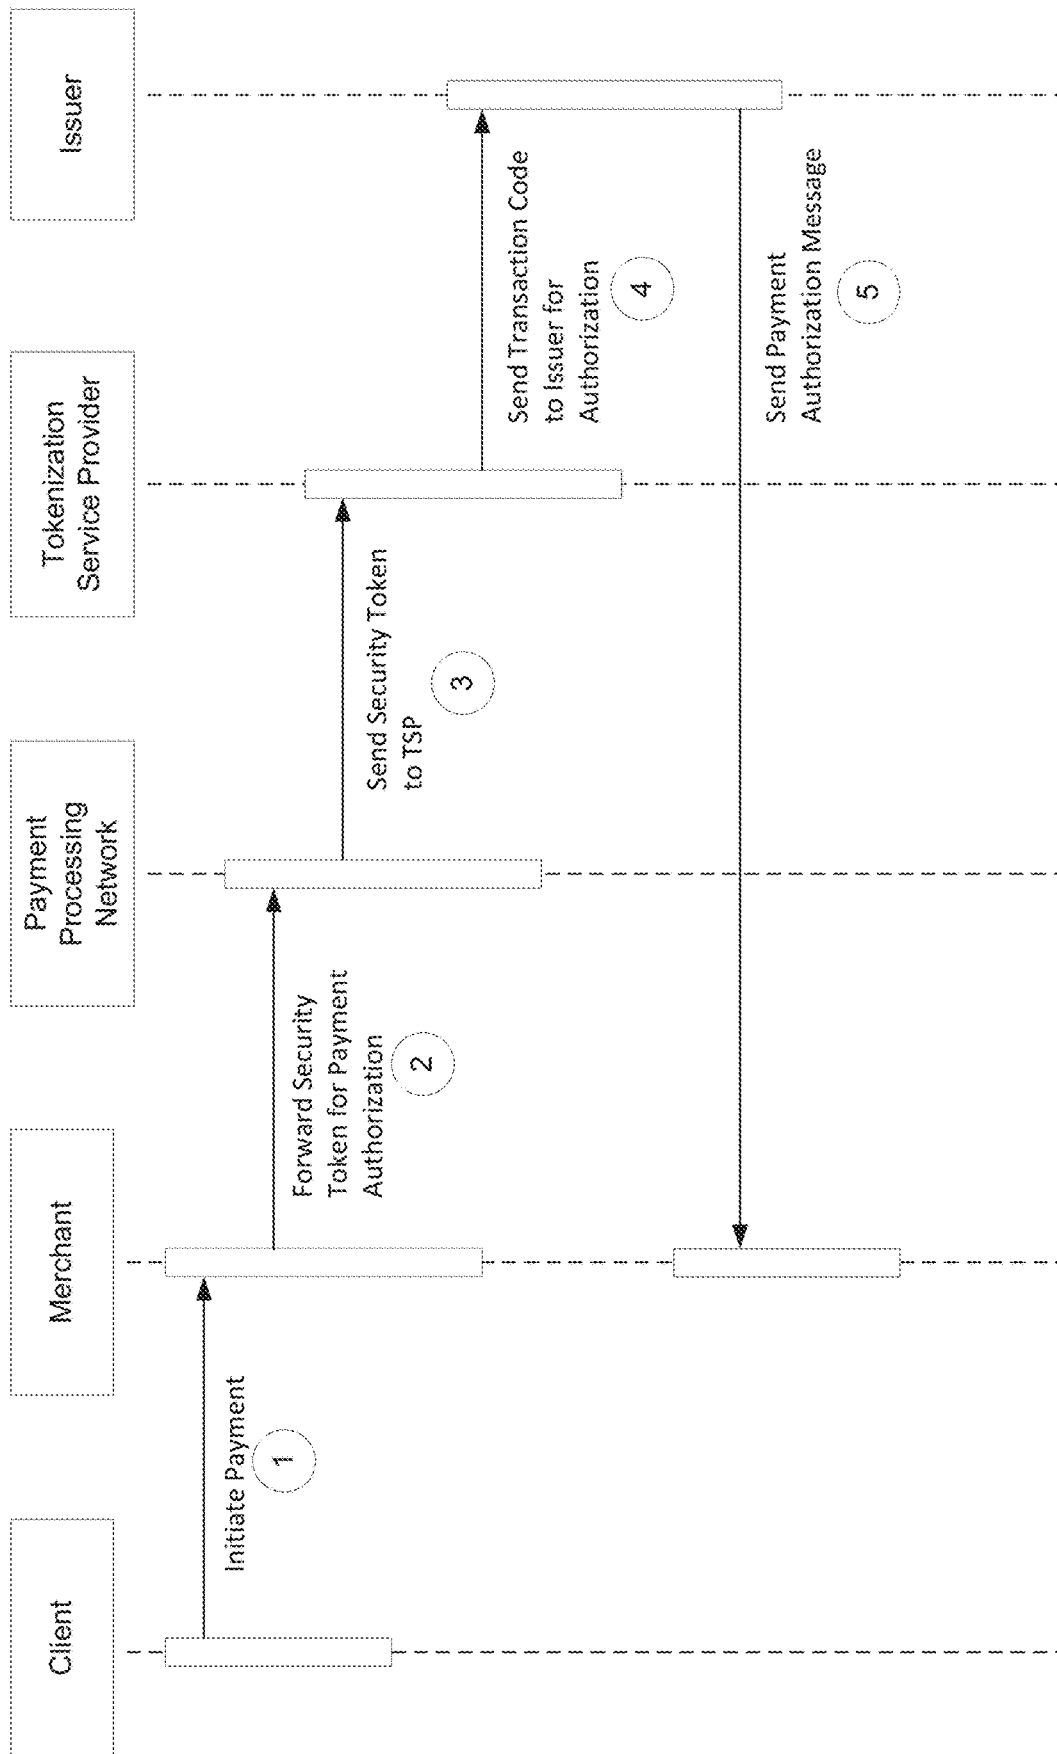 Client
Merchant
Payment
Processing
Network
Tokenization
Service Provider
Issuer
Initiate Payment
1
Forward Security
Token for Payment
Authorization
2
Send Security Token
to TSP
3
Send Transaction Code
to Issuer for
Authorization
4
Send Payment
Authorization Message
5